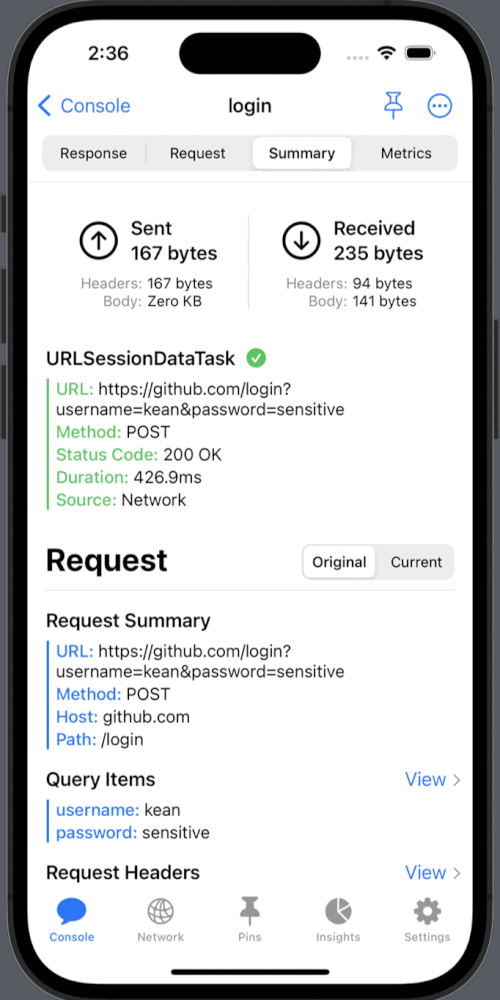 2:36
Console
login
Response
Request
Summary
Metrics
Sent
167 bytes
Headers: 167 bytes
Body: Zero KB
Received
235 bytes
Headers: 94 bytes
Body: 141 bytes
URLSessionDataTask
URL: https://github.com/login?
username=kean&password=sensitive
Method: POST
Status Code: 200 OK
Duration: 426.9ms
Source: Network
Request
Original
Current
Request Summary
URL: https://github.com/login?
username=kean&password=sensitive
Method: POST
Host: github.com
Path: /login
Query Items
View
username: kean
password: sensitive
Request Headers
View
Console
Network
Pins
Insights
Settings